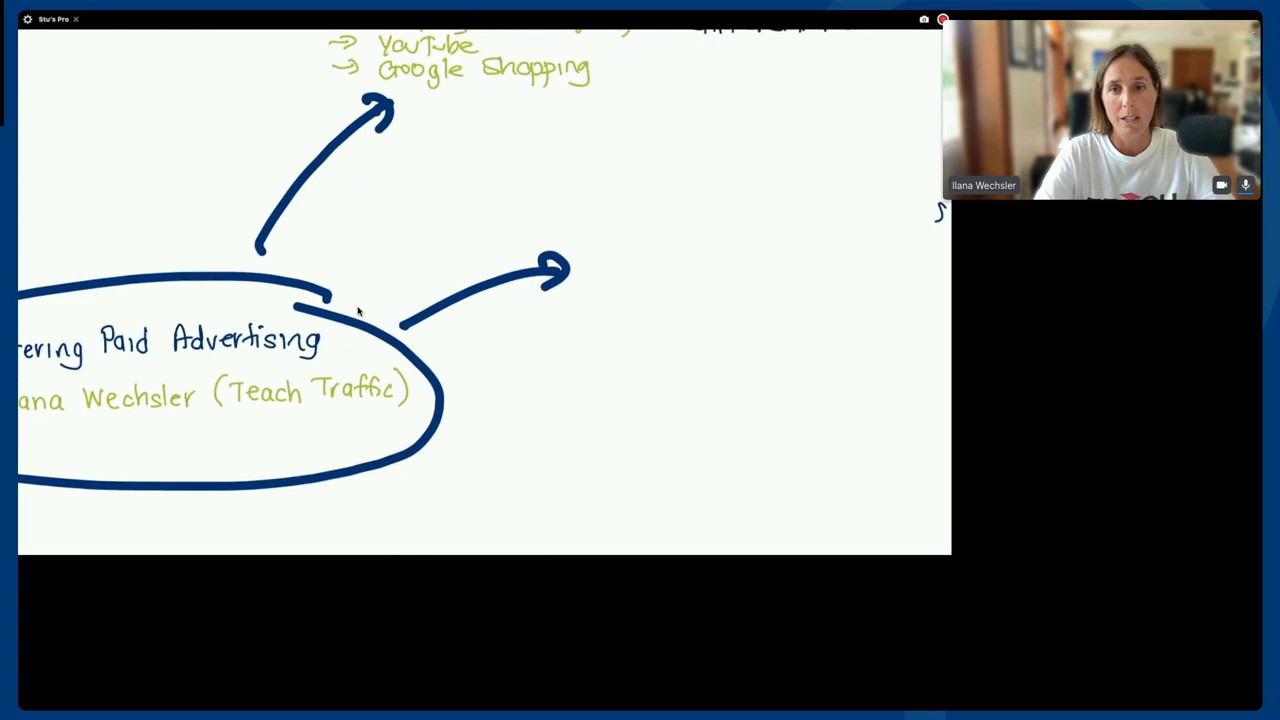 Stu's Pro
→ YouTube
→ Google Shopping
Ilana Wechsler
ering Paid Advertising
ana Wechsler (Teach Traffic)